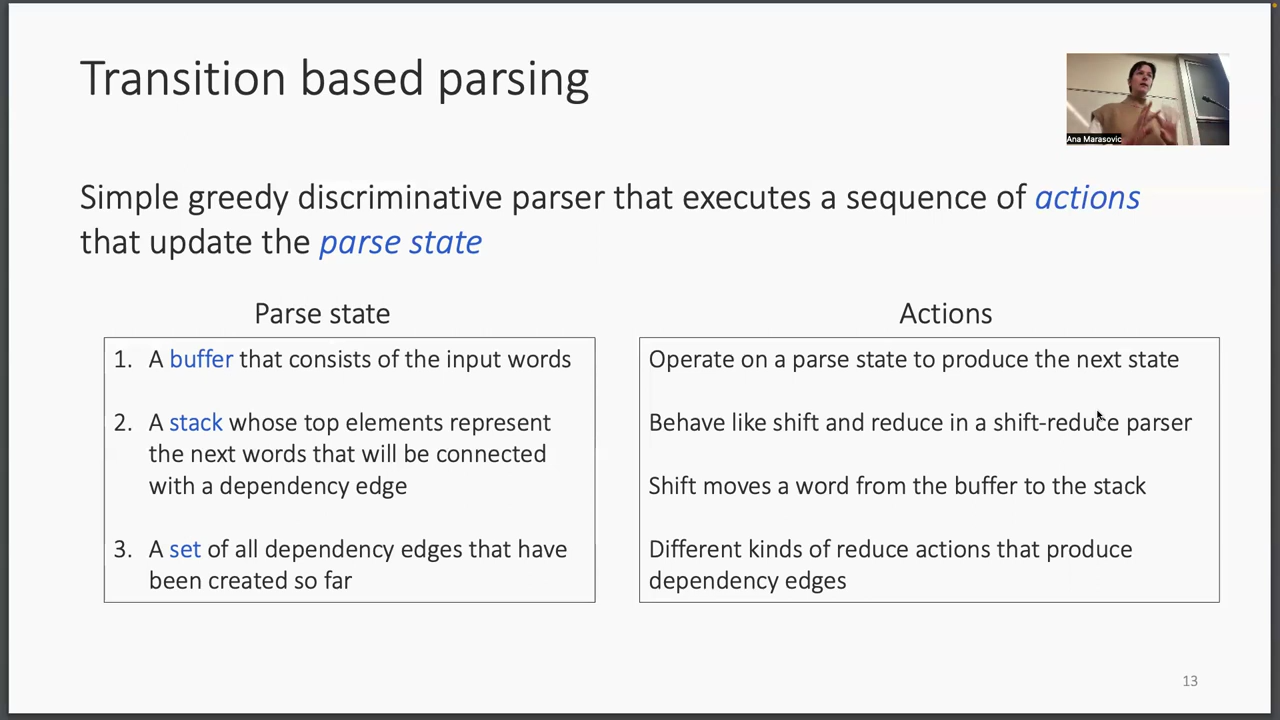 Transition based parsing
Ana Marasovic
Simple greedy discriminative parser that executes a sequence of actions
that update the parse state
Parse state
1. A buffer that consists of the input words
2. A stack whose top elements represent
the next words that will be connected
with a dependency edge
3. A set of all dependency edges that have
been created so far
Actions
Operate on a parse state to produce the next state
Behave like shift and reduce in a shift-reduce parser
Shift moves a word from the buffer to the stack
Different kinds of reduce actions that produce
dependency edges
13